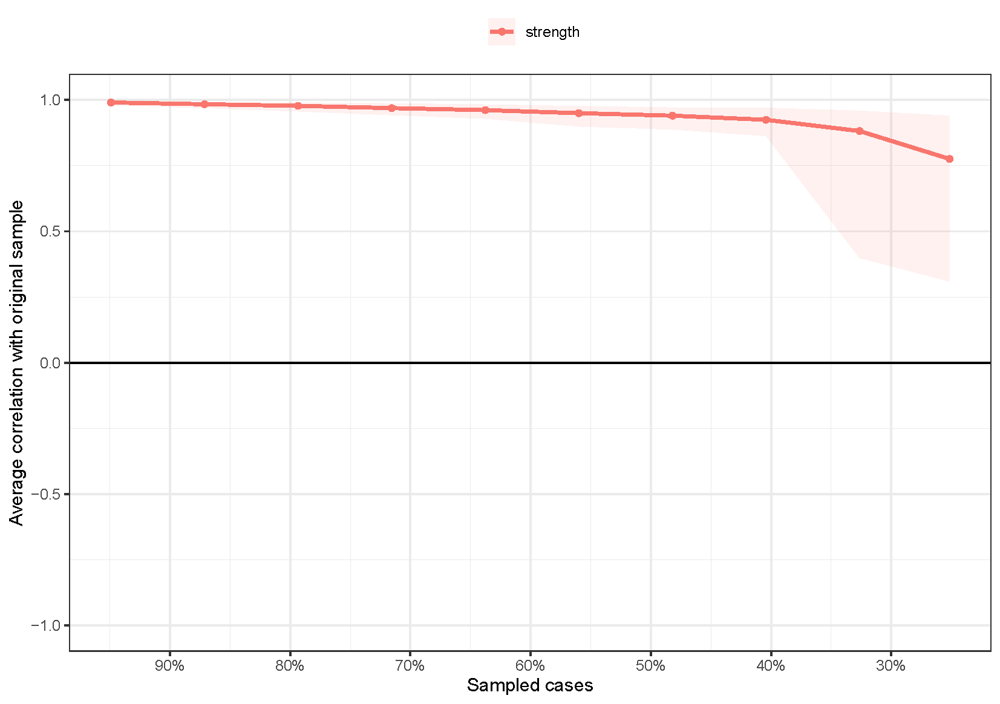 strength
1.0
0.5
0.0
−0.5
−1.0
Average correlation with original sample
90% 80% 70% 60% 50% 40% 30%
Sampled cases